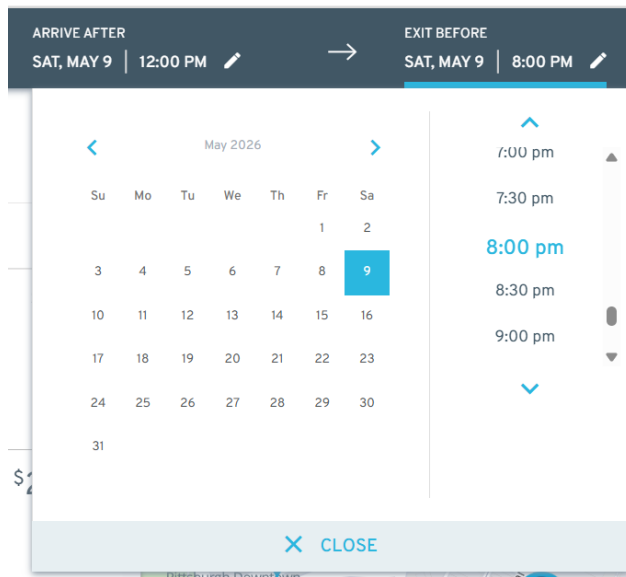 ARRIVE AFTER
SAT, MAY 9 | 12:00 PM
EXIT BEFORE
SAT, MAY 9 | 8:00 PM
May 2026
Su Mo Tu We Th Fr Sa
1 2
3 4 5 6 7 8 9
10 11 12 13 14 15 16
17 18 19 20 21 22 23
24 25 26 27 28 29 30
31
7:00 pm
7:30 pm
8:00 pm
8:30 pm
9:00 pm
$
CLOSE
Pittsburgh Downtown